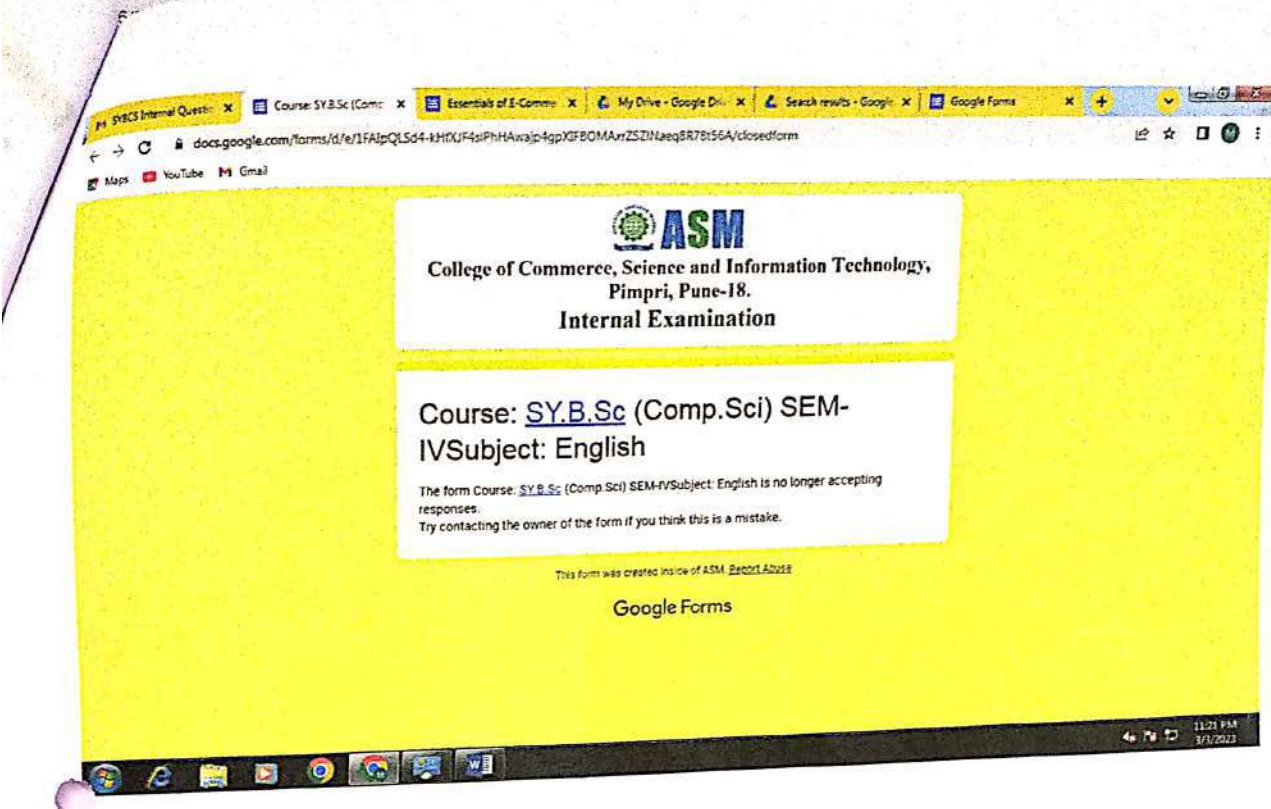 SYBCS Internal Questi
Course: SY.B.Sc (Comp
Essentials of E-Comme
My Drive - Google Dri
Search results - Google
Google Forms
docs.google.com/forms/d/e/
/closedform
Maps
YouTube
Gmail
ASM
College of Commerce, Science and Information Technology,
Pimpri, Pune-18.
Internal Examination
Course: SY.B.Sc (Comp.Sci) SEM-
IVSubject: English
The form Course: SY.B.Sc (Comp.Sci) SEM-IVSubject: English is no longer accepting
responses.
Try contacting the owner of the form if you think this is a mistake.
This form was created inside of ASM. Report Abuse
Google Forms
11:21 PM
3/3/2023